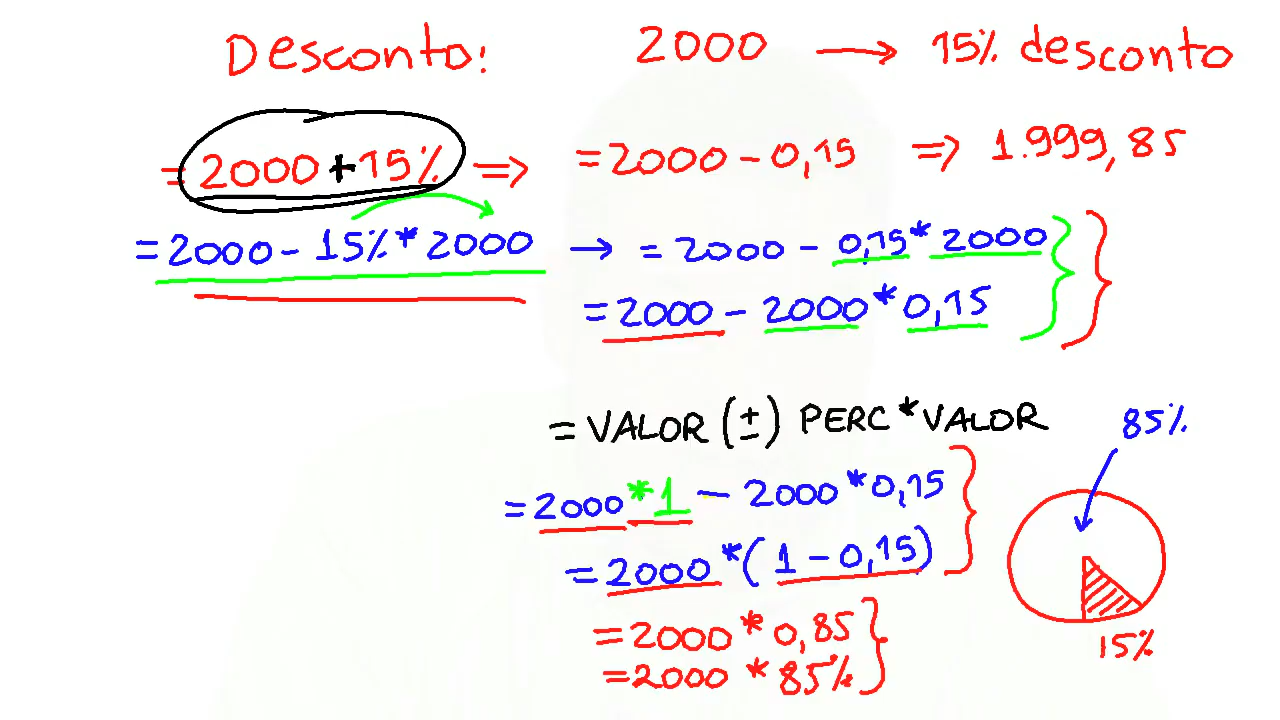 Desconto: 2000 → 15% desconto
= 2000 + 15% ⇒ = 2000 - 0,15 ⇒ 1.999,85
= 2000 - 15% * 2000 → = 2000 - 0,15 * 2000
= 2000 - 2000 * 0,15
= VALOR (±) PERC * VALOR
85%
= 2000 * 1 - 2000 * 0,15
= 2000 * (1 - 0,15)
= 2000 * 0,85
15%
= 2000 * 85%